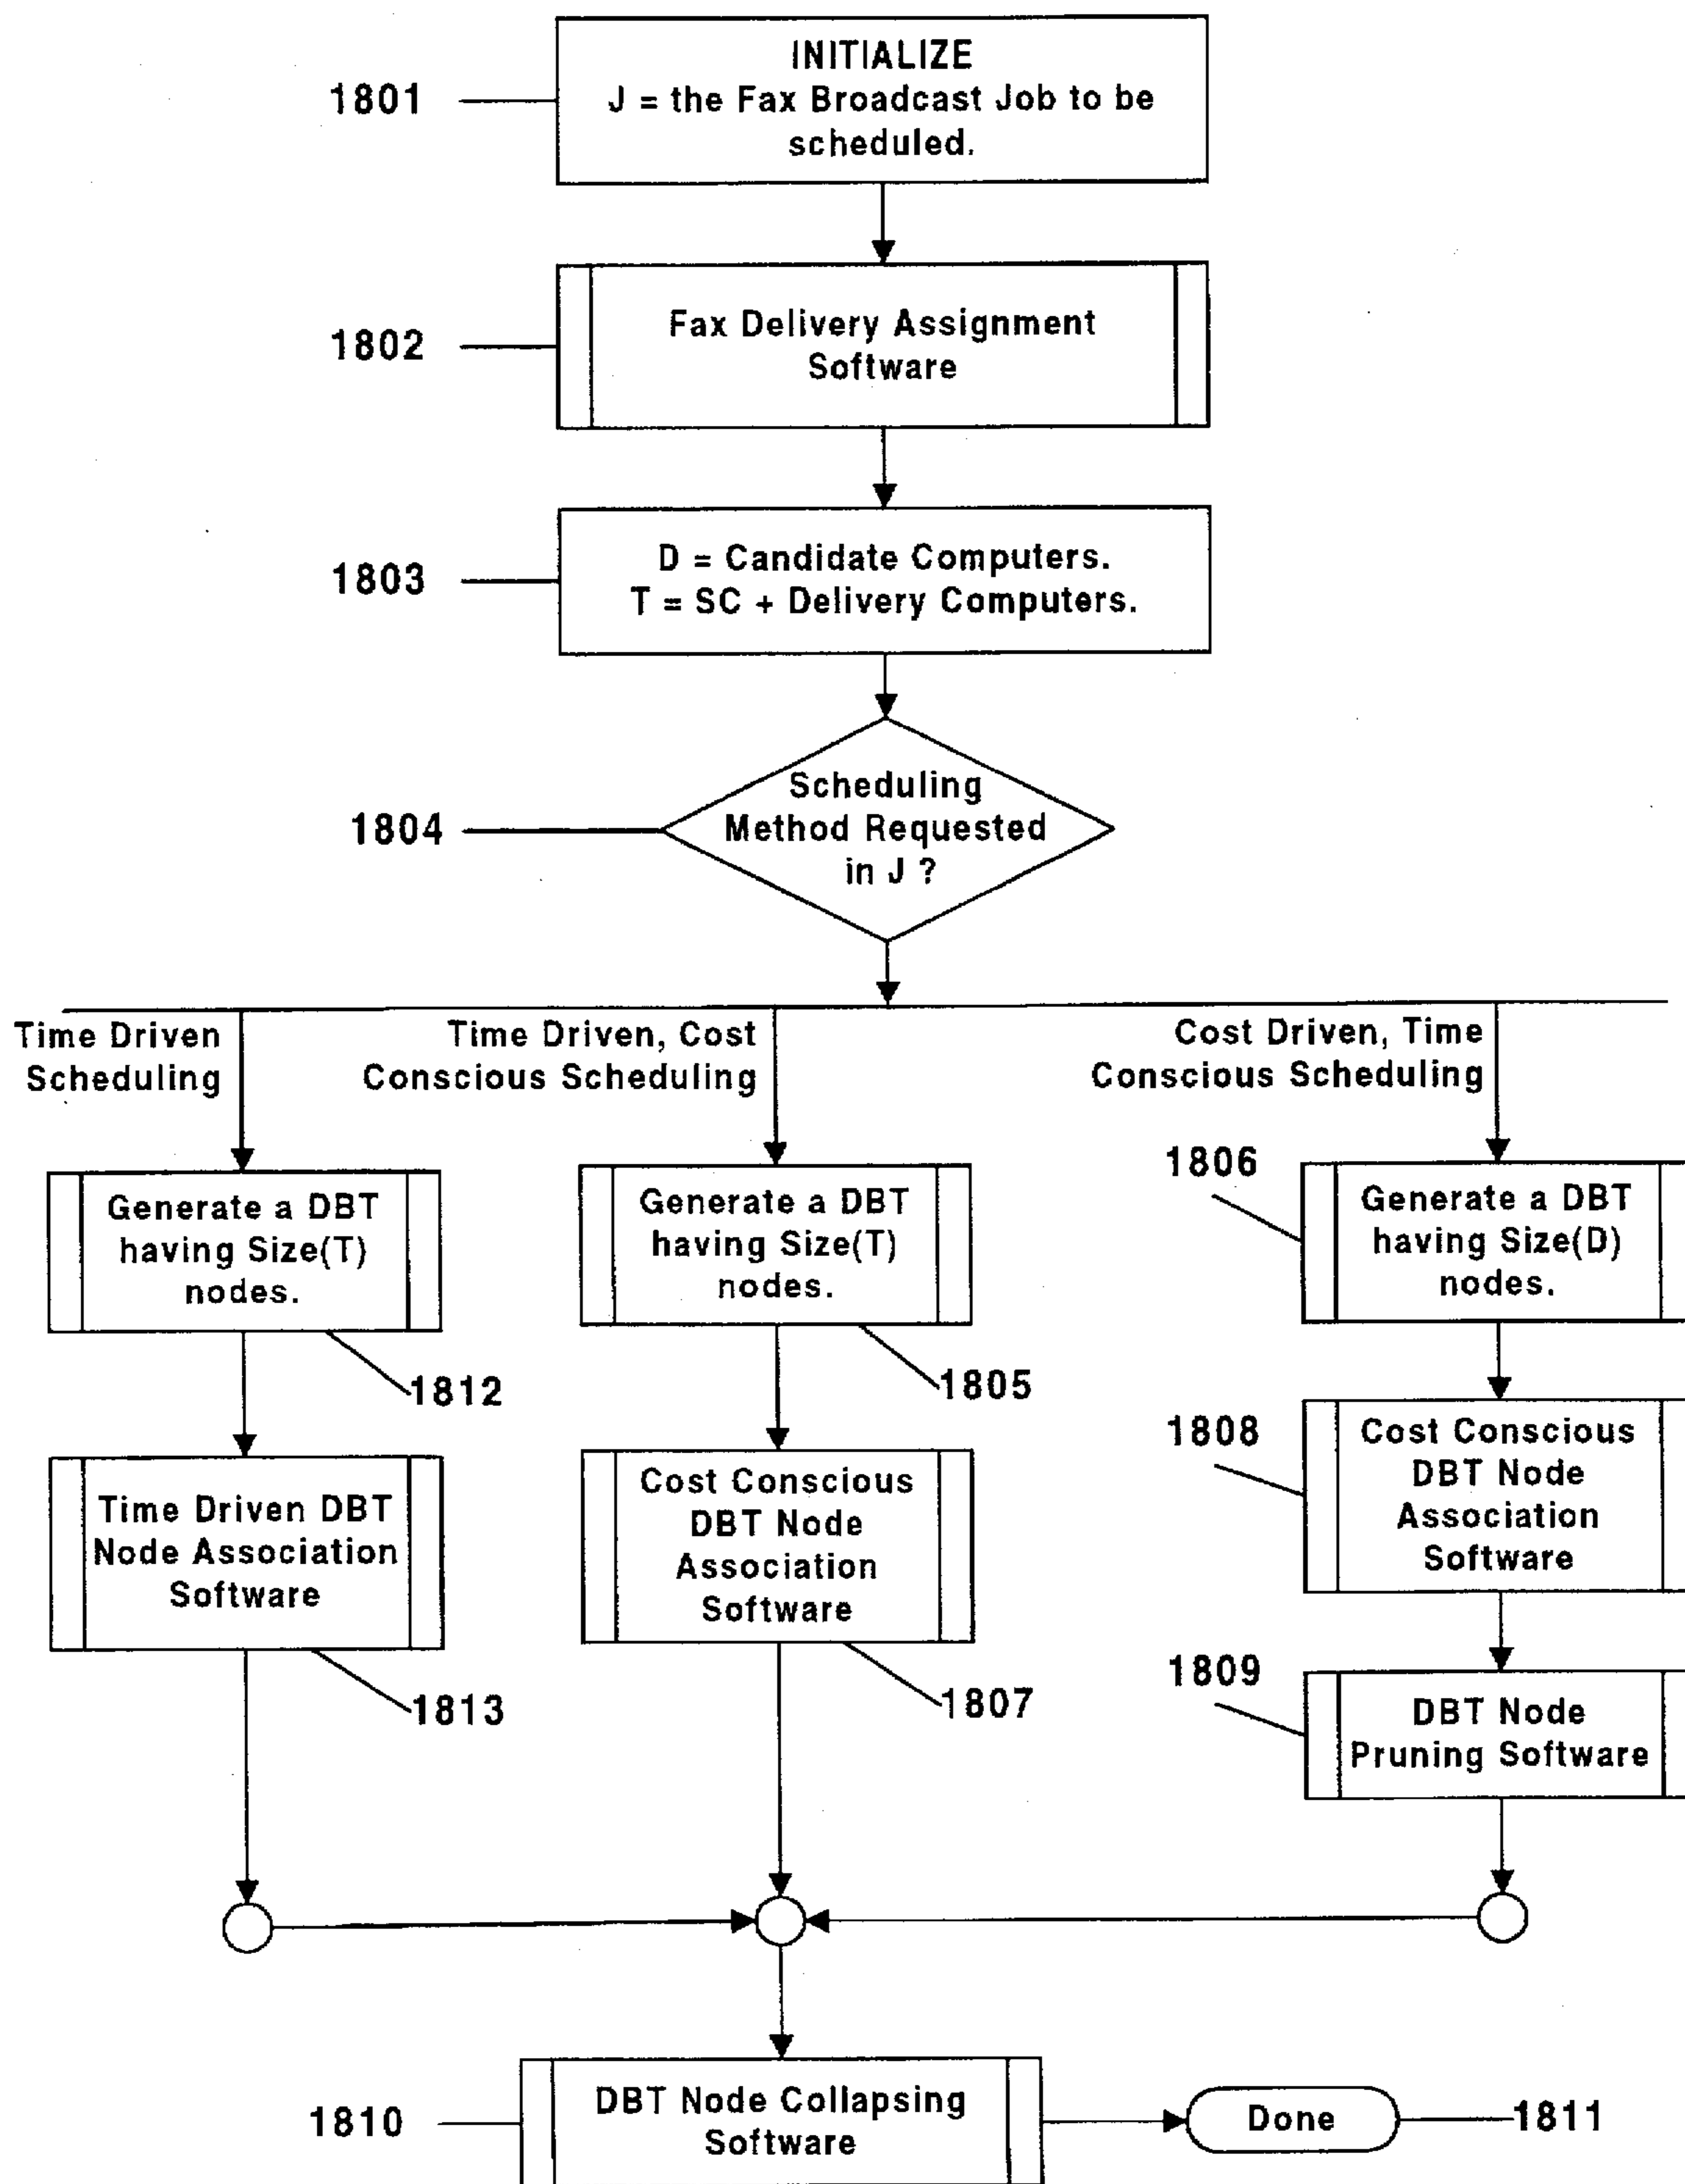 INITIALIZE
J = the Fax Broadcast Job to be
scheduled.
1801
Fax Delivery Assignment
Software
1802
D = Candidate Computers.
T = SC + Delivery Computers.
1803
Scheduling
Method Requested
in J ?
1804
Time Driven
Scheduling
Time Driven, Cost
Conscious Scheduling
Cost Driven, Time
Conscious Scheduling
Generate a DBT
having Size(T)
nodes.
1812
Generate a DBT
having Size(T)
nodes.
1805
1806
Generate a DBT
having Size(D)
nodes.
Time Driven DBT
Node Association
Software
1813
Cost Conscious
DBT Node
Association
Software
1807
1808
Cost Conscious
DBT Node
Association
Software
1809
DBT Node
Pruning Software
1810
DBT Node Collapsing
Software
Done
1811